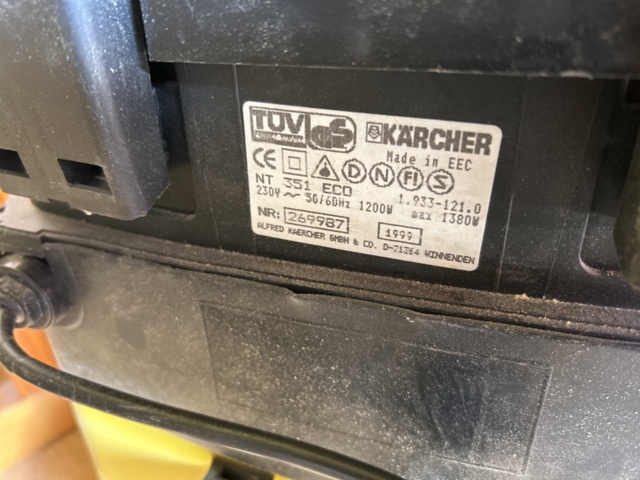 TÜV GS KÄRCHER
Made in EEC
CE D N FI S
NT 351 ECO 1.933-121.0
230V 50/60Hz 1200W max 1380W
NR: 269987 1999
ALFRED KAERCHER GMBH & CO. D-71364 WINNENDEN